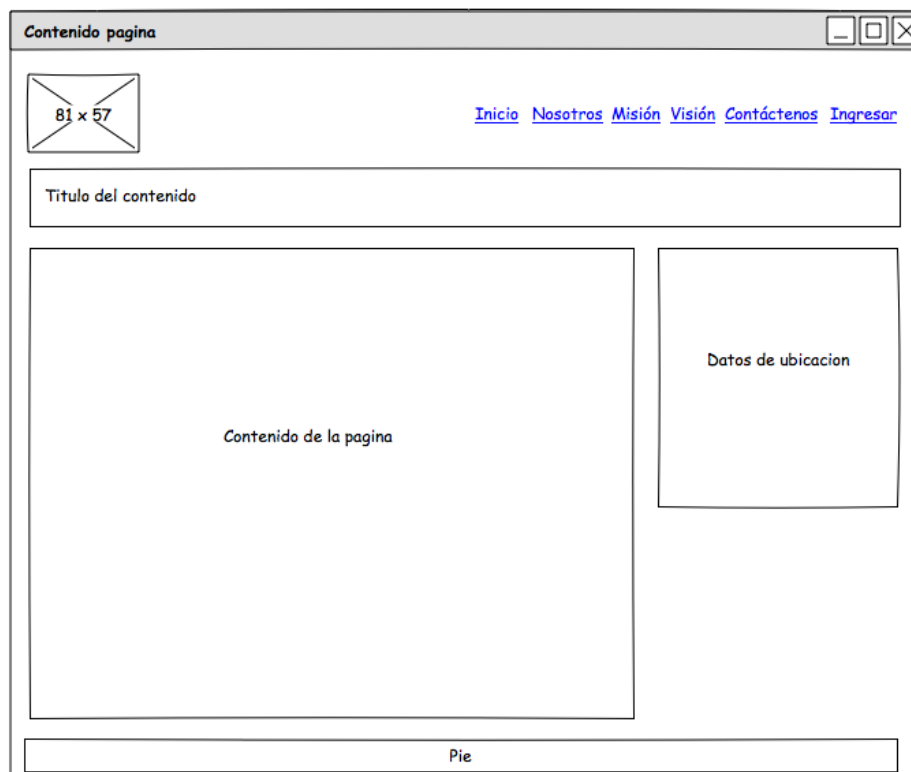 Contenido pagina
81 x 57
Inicio Nosotros Misión Visión Contáctenos Ingresar
Titulo del contenido
Datos de ubicacion
Contenido de la pagina
Pie